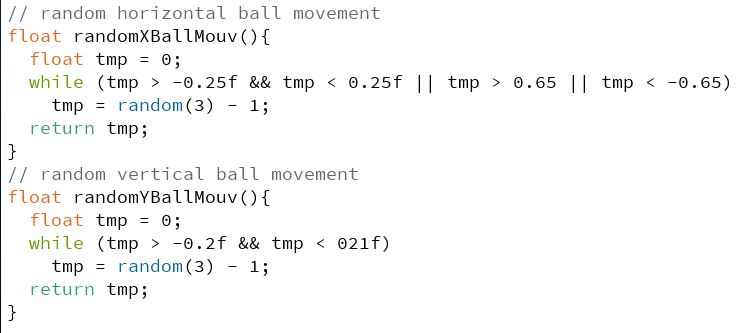 // random horizontal ball movement
float randomXBallMouv(){
  float tmp = 0;
  while (tmp > -0.25f && tmp < 0.25f || tmp > 0.65 || tmp < -0.65)
    tmp = random(3) - 1;
  return tmp;
}
// random vertical ball movement
float randomYBallMouv(){
  float tmp = 0;
  while (tmp > -0.2f && tmp < 021f)
    tmp = random(3) - 1;
  return tmp;
}